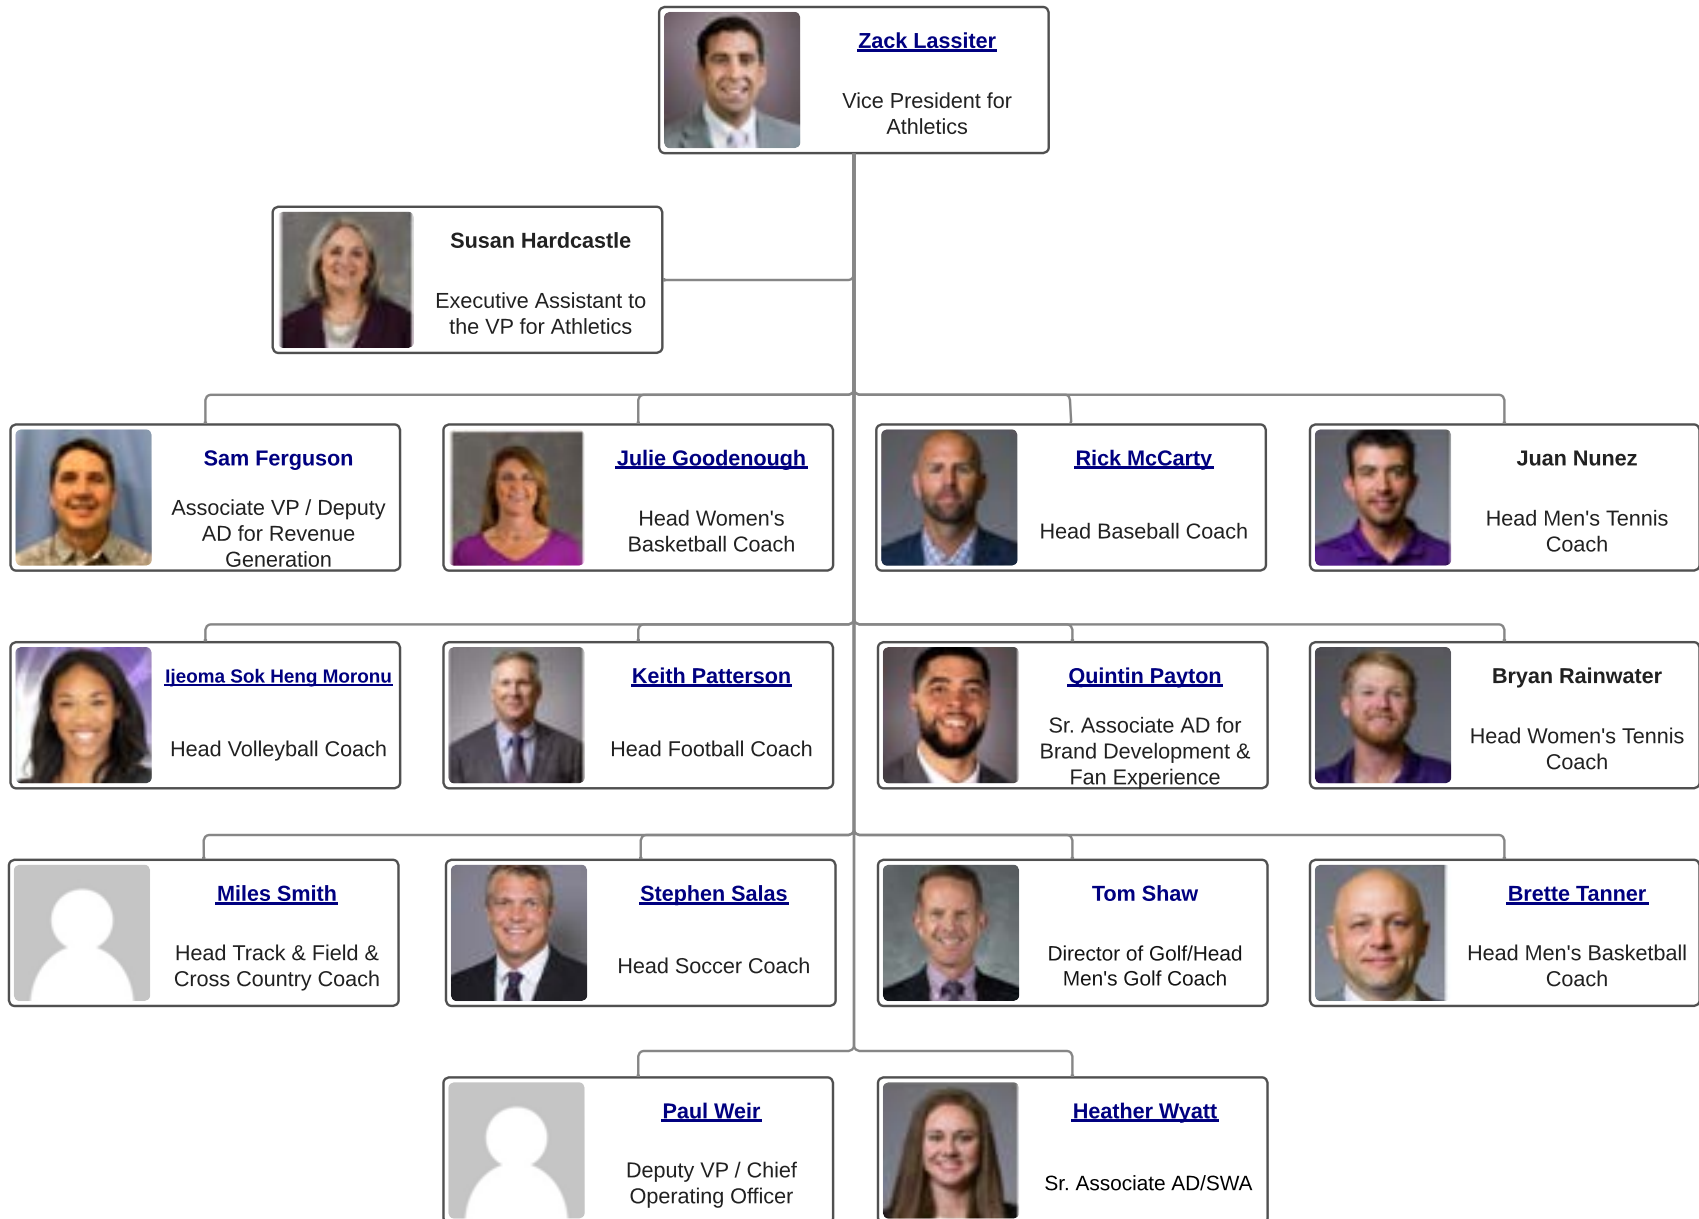 Zack Lassiter
Vice President for
Athletics
Susan Hardcastle
Executive Assistant to
the VP for Athletics
Sam Ferguson
Associate VP / Deputy
AD for Revenue
Generation
Julie Goodenough
Head Women's
Basketball Coach
Rick McCarty
Head Baseball Coach
Juan Nunez
Head Men's Tennis
Coach
Ijeoma Sok Heng Moronu
Head Volleyball Coach
Keith Patterson
Head Football Coach
Quintin Payton
Sr. Associate AD for
Brand Development &
Fan Experience
Bryan Rainwater
Head Women's Tennis
Coach
Miles Smith
Head Track & Field &
Cross Country Coach
Stephen Salas
Head Soccer Coach
Tom Shaw
Director of Golf/Head
Men's Golf Coach
Brette Tanner
Head Men's Basketball
Coach
Paul Weir
Deputy VP / Chief
Operating Officer
Heather Wyatt
Sr. Associate AD/SWA